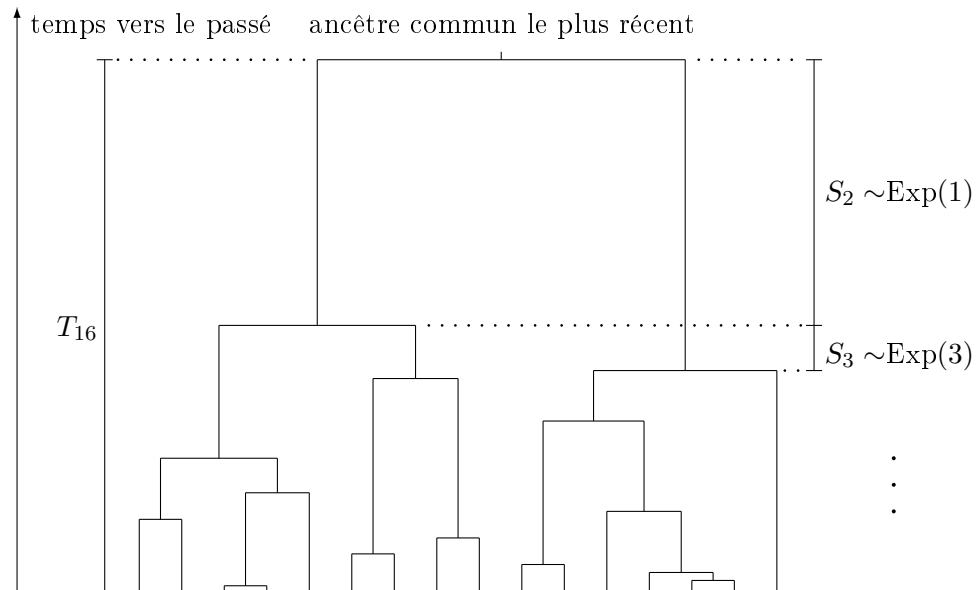 temps vers le passé
ancêtre commun le plus récent
S₂ ~Exp(1)
T₁₆
S₃ ~Exp(3)